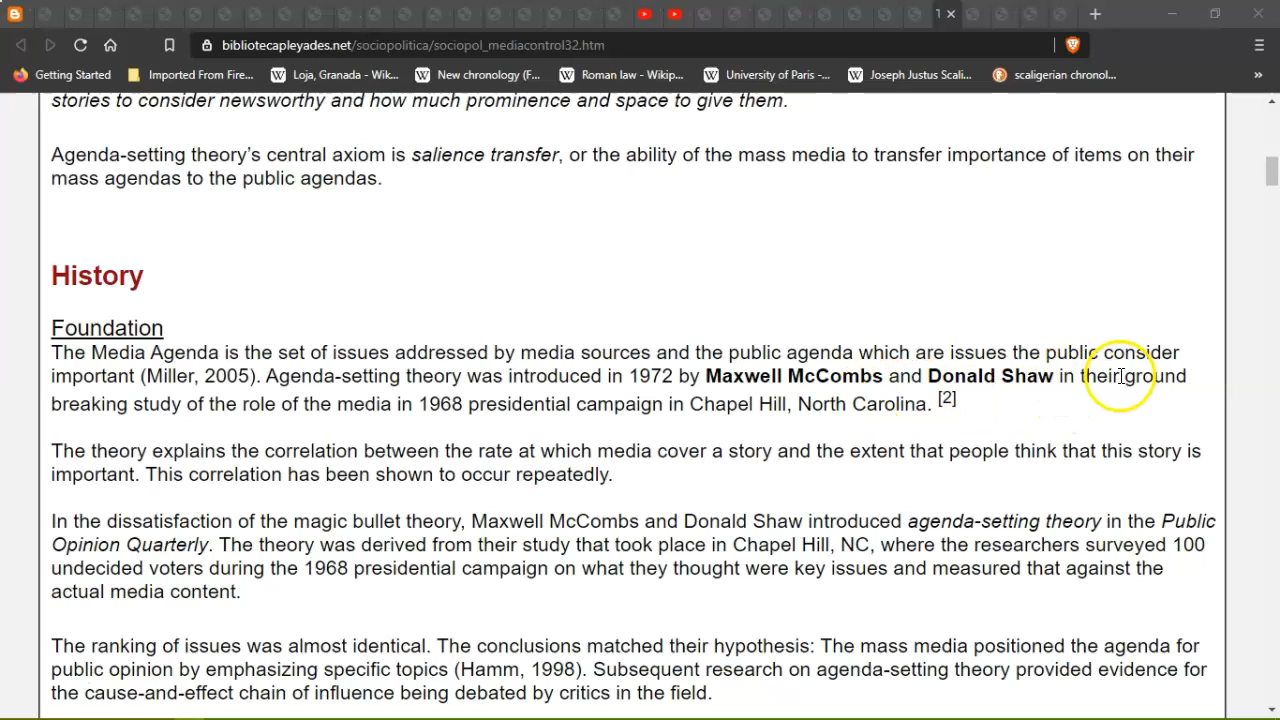 1
bibliotecapleyades.net/sociopolitica/sociopol_mediacontrol32.htm
Getting Started Imported From Fire... Loja, Granada - Wik... New chronology (F... Roman law - Wikip... University of Paris -... Joseph Justus Scali... scaligerian chronol... »
stories to consider newsworthy and how much prominence and space to give them.
Agenda-setting theory’s central axiom is salience transfer, or the ability of the mass media to transfer importance of items on their
mass agendas to the public agendas.
History
Foundation
The Media Agenda is the set of issues addressed by media sources and the public agenda which are issues the public consider
important (Miller, 2005). Agenda-setting theory was introduced in 1972 by Maxwell McCombs and Donald Shaw in their ground
breaking study of the role of the media in 1968 presidential campaign in Chapel Hill, North Carolina. [2]
The theory explains the correlation between the rate at which media cover a story and the extent that people think that this story is
important. This correlation has been shown to occur repeatedly.
In the dissatisfaction of the magic bullet theory, Maxwell McCombs and Donald Shaw introduced agenda-setting theory in the Public
Opinion Quarterly. The theory was derived from their study that took place in Chapel Hill, NC, where the researchers surveyed 100
undecided voters during the 1968 presidential campaign on what they thought were key issues and measured that against the
actual media content.
The ranking of issues was almost identical. The conclusions matched their hypothesis: The mass media positioned the agenda for
public opinion by emphasizing specific topics (Hamm, 1998). Subsequent research on agenda-setting theory provided evidence for
the cause-and-effect chain of influence being debated by critics in the field.